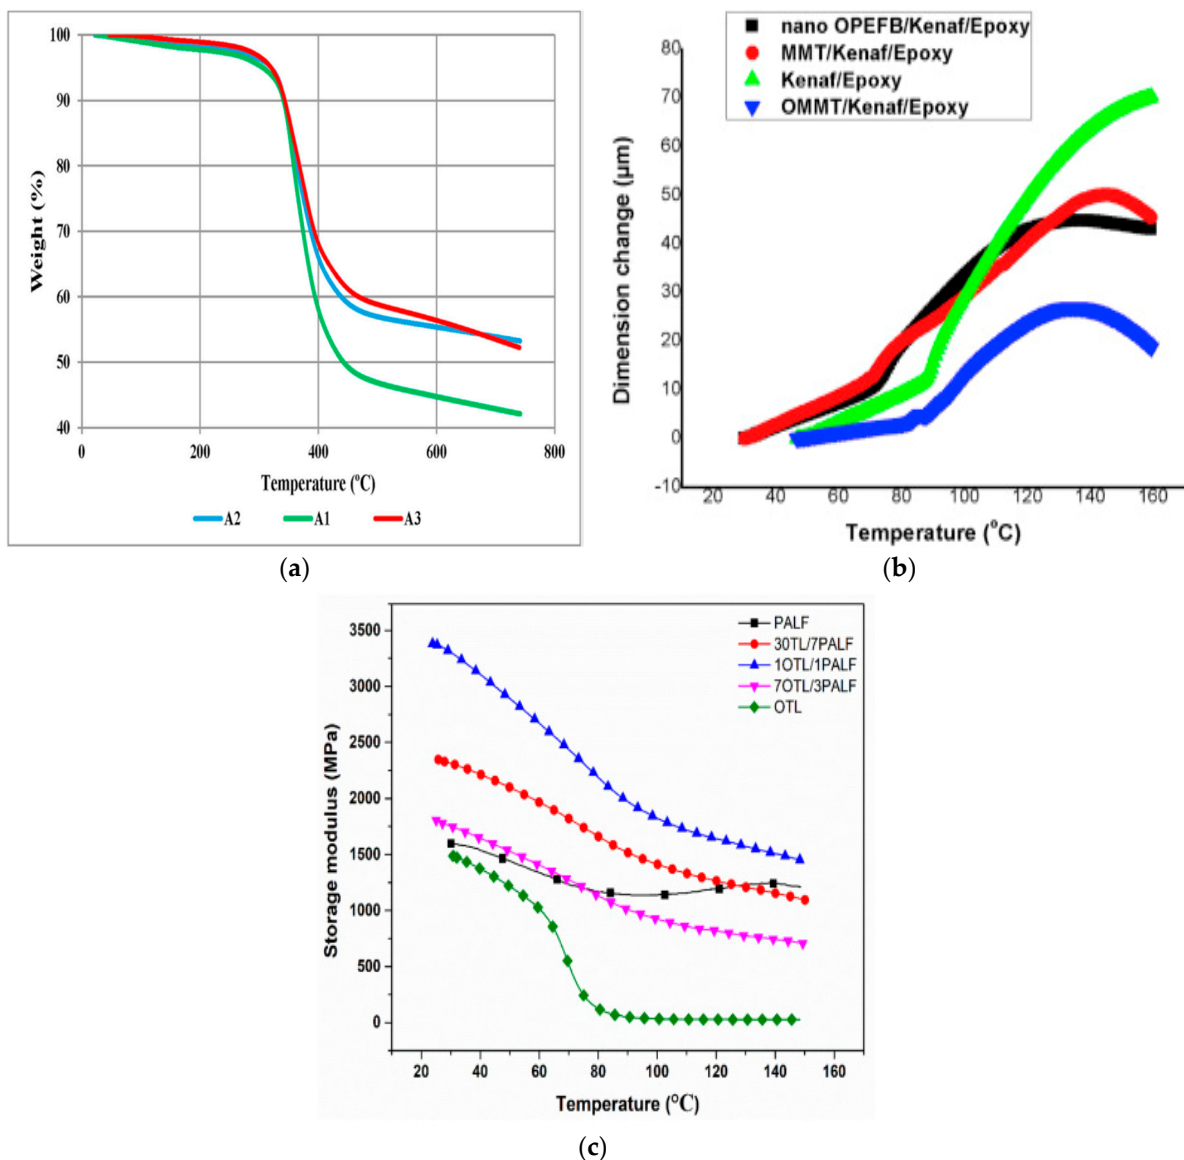 100
90
80
70
60
50
40
Weight (%)
0
200
400
600
800
Temperature (°C)
A2
A1
A3
(a)
nano OPEFB/Kenaf/Epoxy
MMT/Kenaf/Epoxy
Kenaf/Epoxy
OMMT/Kenaf/Epoxy
80
70
60
50
40
30
20
10
0
-10
Dimension change (µm)
20
40
60
80
100
120
140
160
Temperature (°C)
(b)
PALF
30TL/7PALF
1OTL/1PALF
7OTL/3PALF
OTL
3500
3000
2500
2000
1500
1000
500
0
Storage modulus (MPa)
20
40
60
80
100
120
140
160
Temperature (°C)
(c)